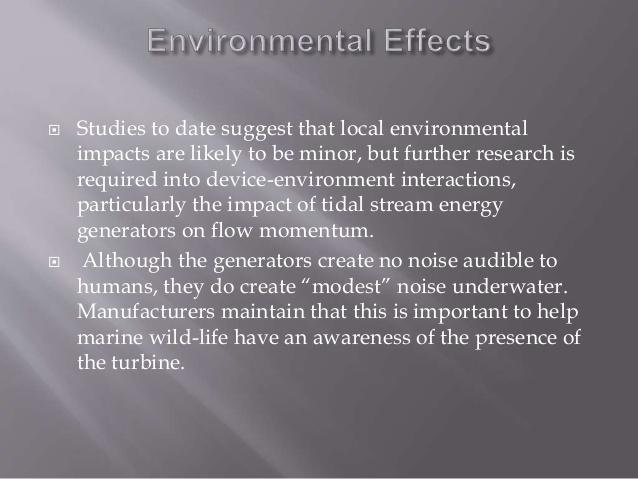 Environmental Effects
Studies to date suggest that local environmental
impacts are likely to be minor, but further research is
required into device-environment interactions,
particularly the impact of tidal stream energy
generators on flow momentum.
Although the generators create no noise audible to
humans, they do create “modest” noise underwater.
Manufacturers maintain that this is important to help
marine wild-life have an awareness of the presence of
the turbine.